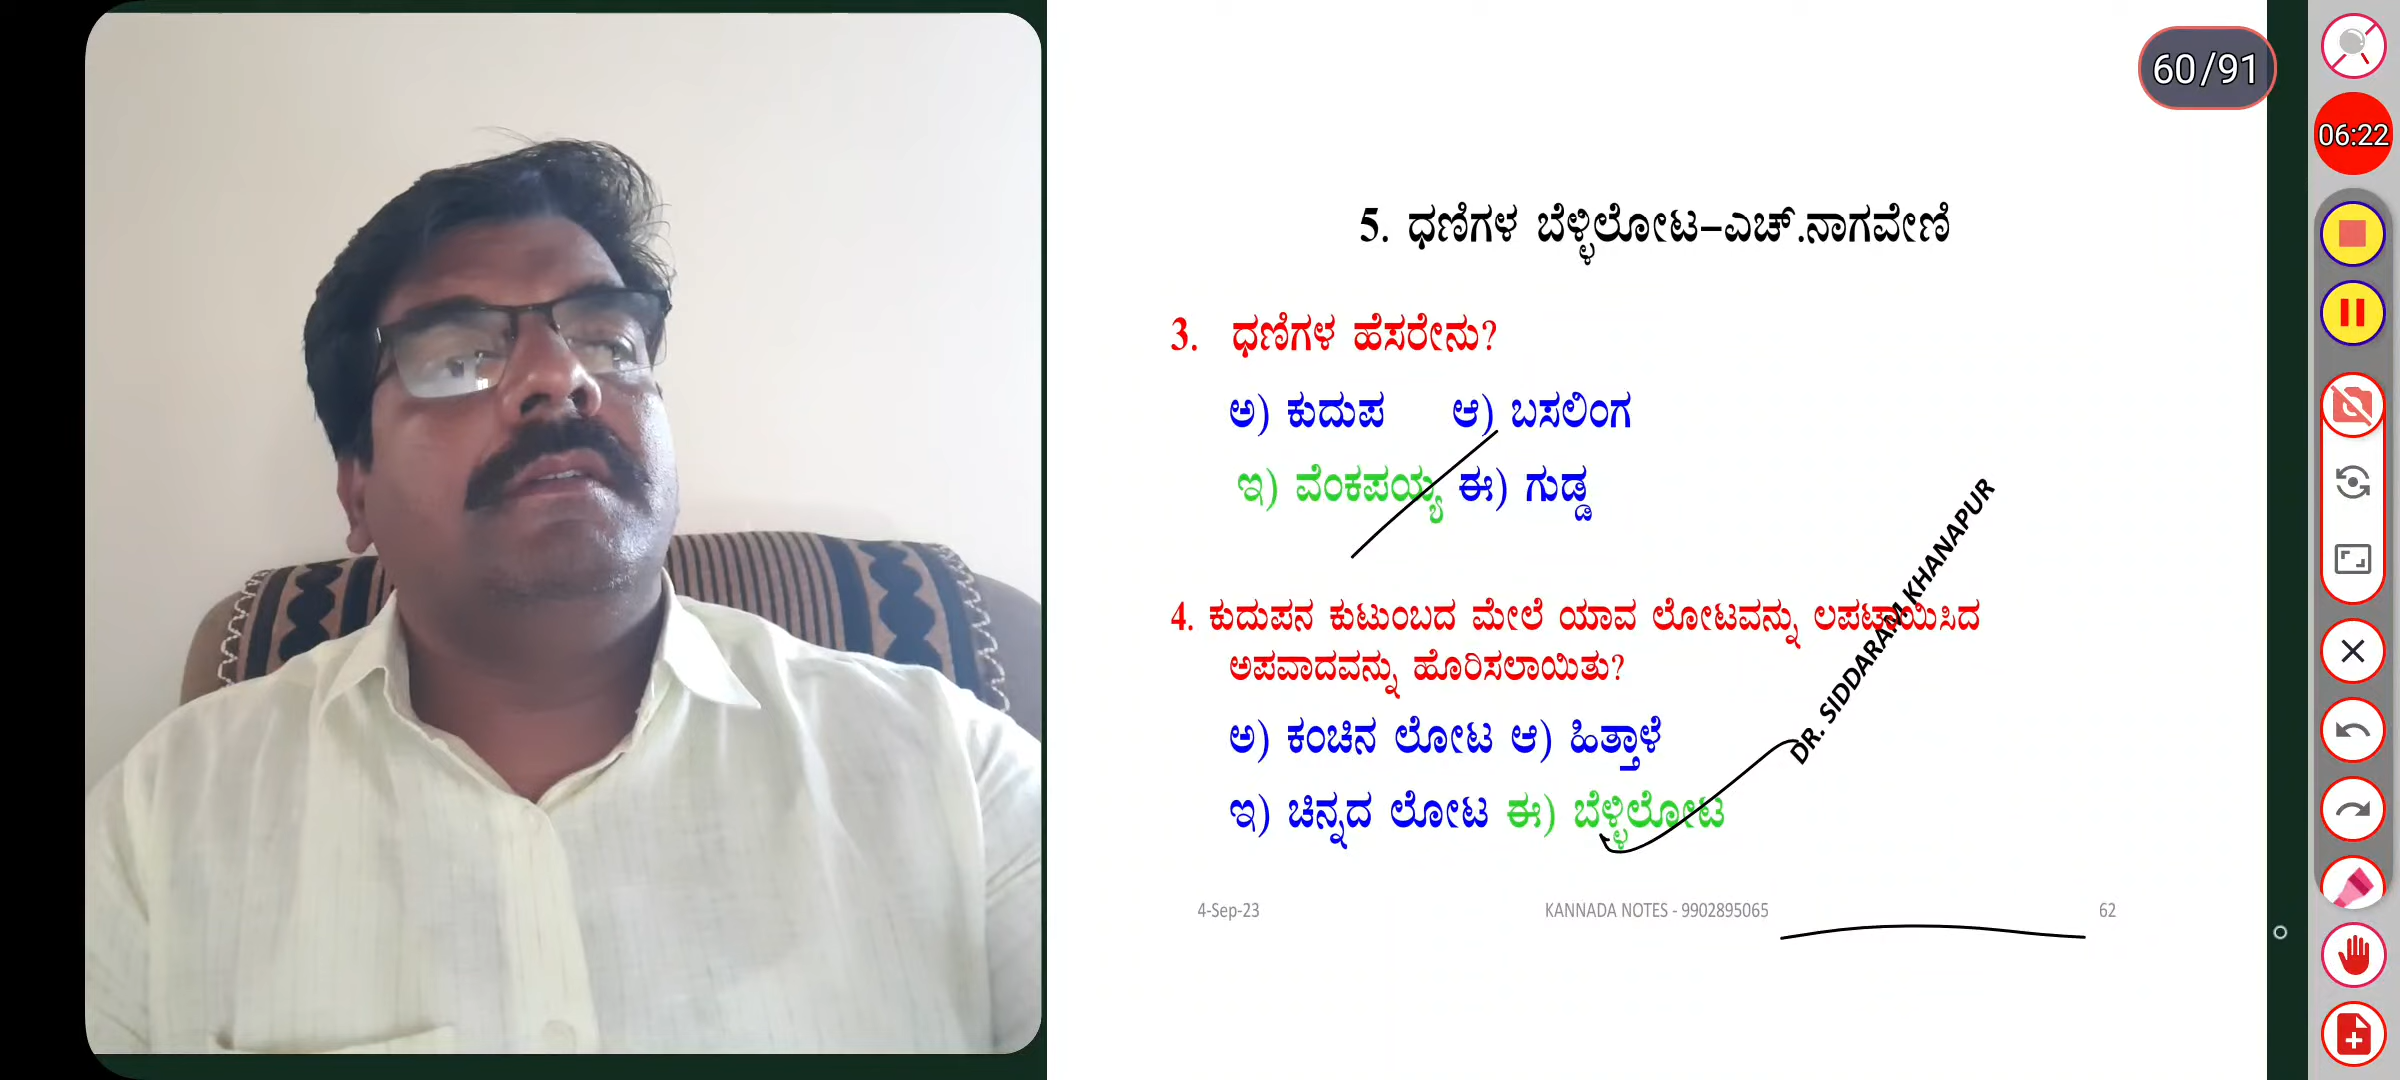 60/91
06:22
5. ಧಣಿಗಳ ಬೆಳ್ಳಿಲೋಟ–ಎಚ್.ನಾಗವೇಣಿ
3. ಧಣಿಗಳ ಹೆಸರೇನು?
ಅ) ಕುದುಪ ಆ) ಬಸಲಿಂಗ
ಇ) ವೆಂಕಪಯ್ಯ ಈ) ಗುಡ್ಡ
4. ಕುದುಪನ ಕುಟುಂಬದ ಮೇಲೆ ಯಾವ ಲೋಟವನ್ನು ಲಪಟಾಯಿಸಿದ
ಅಪವಾದವನ್ನು ಹೊರಿಸಲಾಯಿತು?
ಅ) ಕಂಚಿನ ಲೋಟ ಆ) ಹಿತ್ತಾಳೆ
ಇ) ಚಿನ್ನದ ಲೋಟ ಈ) ಬೆಳ್ಳಿಲೋಟ
DR. SIDDARAM KHANAPUR
4-Sep-23 KANNADA NOTES - 9902895065 62